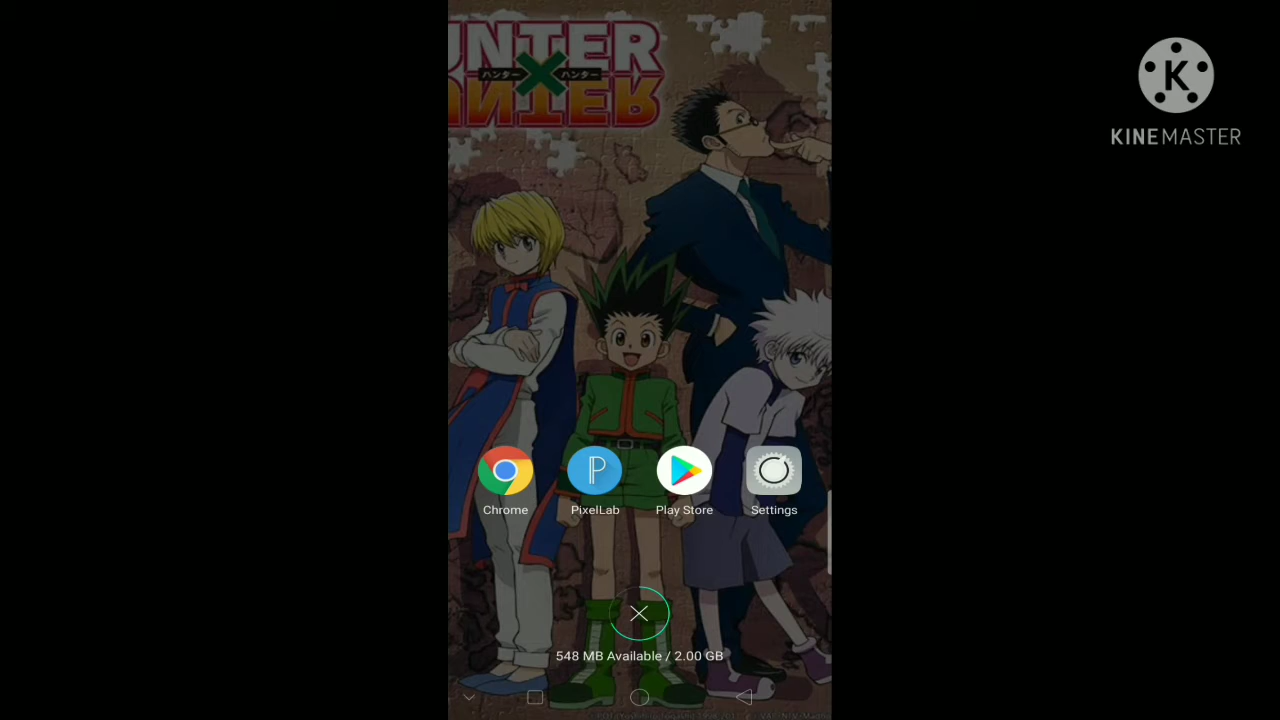 UNTER
ハンター ハンター
UNTER
KINEMASTER
Chrome
PixelLab
Play Store
Settings
548 MB Available / 2.00 GB